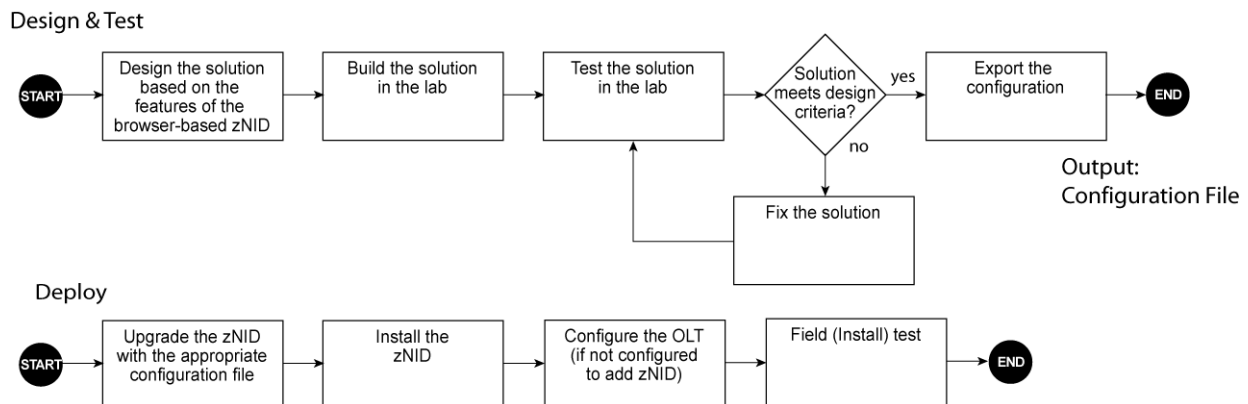 Design & Test
START
Design the solution
based on the
features of the
browser-based zNID
Build the solution
in the lab
Test the solution
in the lab
Solution
meets design
criteria?
yes
no
Export the
configuration
END
Output:
Configuration File
Fix the solution
Deploy
START
Upgrade the zNID
with the appropriate
configuration file
Install the
zNID
Configure the OLT
(if not configured
to add zNID)
Field (Install) test
END